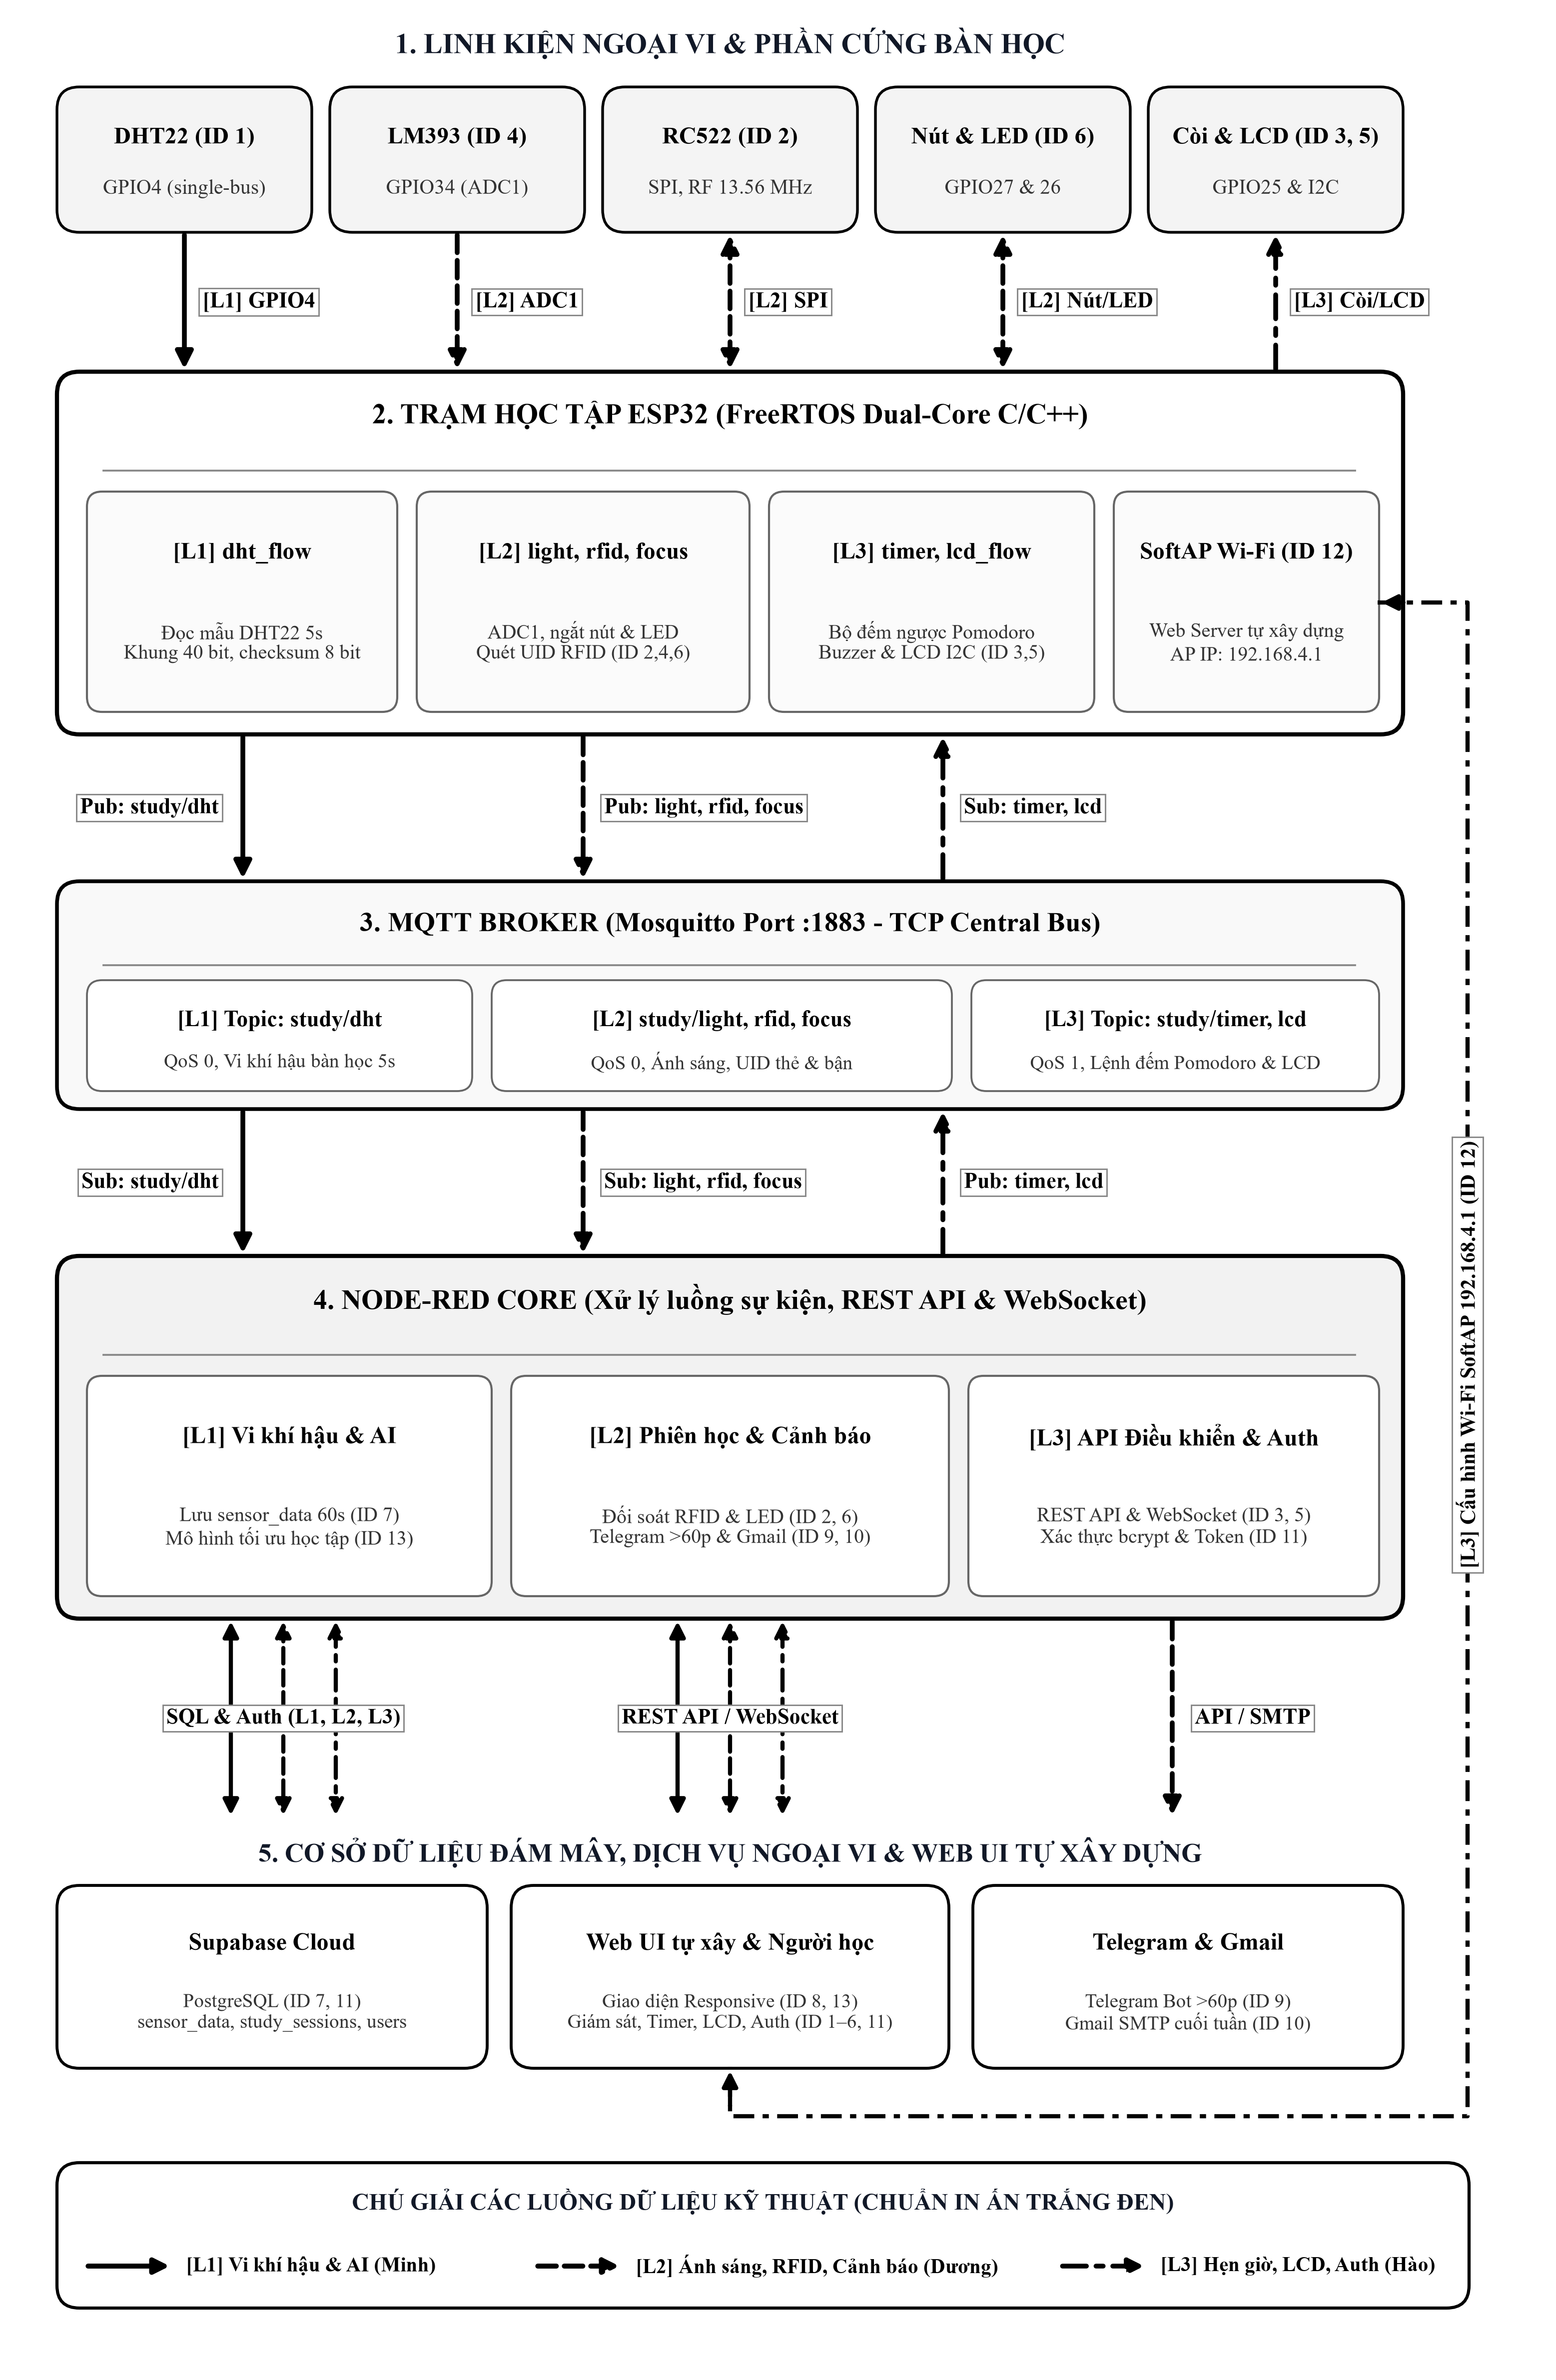 1. LINH KIỆN NGOẠI VI & PHẦN CỨNG BÀN HỌC
DHT22 (ID 1)
GPIO4 (single-bus)
LM393 (ID 4)
GPIO34 (ADC1)
RC522 (ID 2)
SPI, RF 13.56 MHz
Nút & LED (ID 6)
GPIO27 & 26
Còi & LCD (ID 3, 5)
GPIO25 & I2C
[L1] GPIO4
[L2] ADC1
[L2] SPI
[L2] Nút/LED
[L3] Còi/LCD
2. TRẠM HỌC TẬP ESP32 (FreeRTOS Dual-Core C/C++)
[L1] dht_flow
Đọc mẫu DHT22 5s
Khung 40 bit, checksum 8 bit
[L2] light, rfid, focus
ADC1, ngắt nút & LED
Quét UID RFID (ID 2,4,6)
[L3] timer, lcd_flow
Bộ đếm ngược Pomodoro
Buzzer & LCD I2C (ID 3,5)
SoftAP Wi-Fi (ID 12)
Web Server tự xây dựng
AP IP: 192.168.4.1
Pub: study/dht
Pub: light, rfid, focus
Sub: timer, lcd
3. MQTT BROKER (Mosquitto Port :1883 - TCP Central Bus)
[L1] Topic: study/dht
QoS 0, Vi khí hậu bàn học 5s
[L2] study/light, rfid, focus
QoS 0, Ánh sáng, UID thẻ & bận
[L3] Topic: study/timer, lcd
QoS 1, Lệnh đếm Pomodoro & LCD
Sub: study/dht
Sub: light, rfid, focus
Pub: timer, lcd
[L3] Cấu hình Wi-Fi SoftAP 192.168.4.1 (ID 12)
4. NODE-RED CORE (Xử lý luồng sự kiện, REST API & WebSocket)
[L1] Vi khí hậu & AI
Lưu sensor_data 60s (ID 7)
Mô hình tối ưu học tập (ID 13)
[L2] Phiên học & Cảnh báo
Đối soát RFID & LED (ID 2, 6)
Telegram >60p & Gmail (ID 9, 10)
[L3] API Điều khiển & Auth
REST API & WebSocket (ID 3, 5)
Xác thực bcrypt & Token (ID 11)
SQL & Auth (L1, L2, L3)
REST API / WebSocket
API / SMTP
5. CƠ SỞ DỮ LIỆU ĐÁM MÂY, DỊCH VỤ NGOẠI VI & WEB UI TỰ XÂY DỰNG
Supabase Cloud
PostgreSQL (ID 7, 11)
sensor_data, study_sessions, users
Web UI tự xây & Người học
Giao diện Responsive (ID 8, 13)
Giám sát, Timer, LCD, Auth (ID 1–6, 11)
Telegram & Gmail
Telegram Bot >60p (ID 9)
Gmail SMTP cuối tuần (ID 10)
CHÚ GIẢI CÁC LUỒNG DỮ LIỆU KỸ THUẬT (CHUẨN IN ẤN TRẮNG ĐEN)
[L1] Vi khí hậu & AI (Minh)
[L2] Ánh sáng, RFID, Cảnh báo (Dương)
[L3] Hẹn giờ, LCD, Auth (Hào)